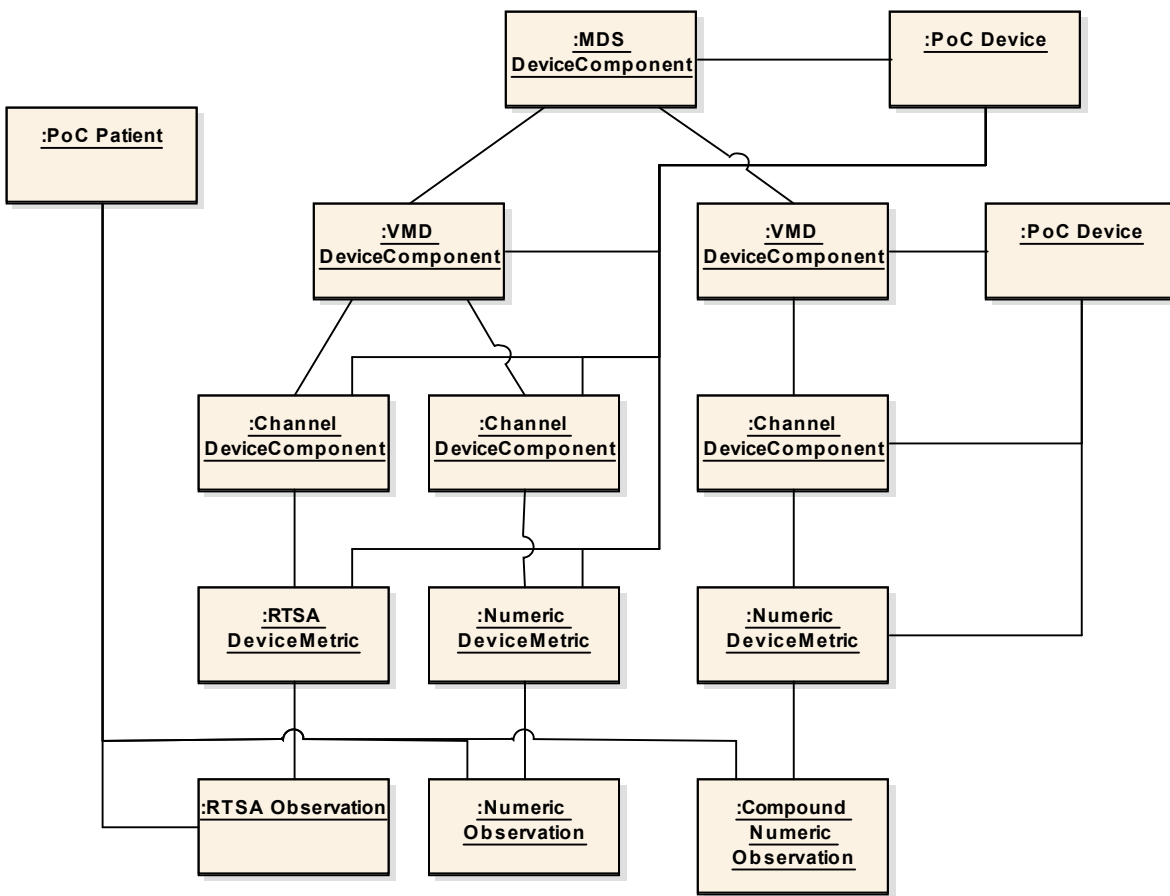 :MDS
DeviceComponent
:PoC Device
:PoC Patient
:VMD
DeviceComponent
:VMD
DeviceComponent
:PoC Device
:Channel
DeviceComponent
:Channel
DeviceComponent
:Channel
DeviceComponent
:RTSA
DeviceMetric
:Numeric
DeviceMetric
:Numeric
DeviceMetric
:RTSA Observation
:Numeric
Observation
:Compound
Numeric
Observation